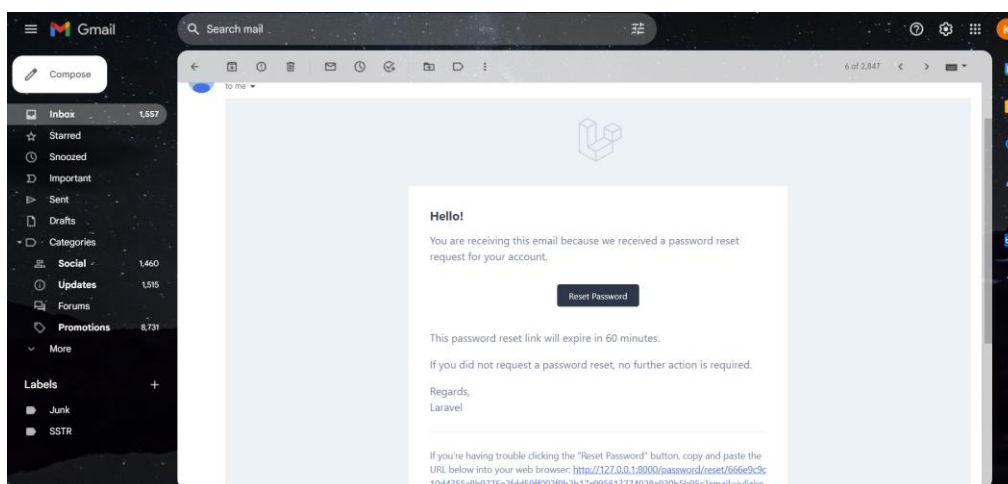 Gmail
Search mail
Compose
6 of 2,847
to me
Inbox 1,557
Starred
Snoozed
Important
Sent
Drafts
Categories
Social 1,460
Updates 1,515
Forums
Promotions 8,731
More
Labels +
Junk
SSTR
Hello!
You are receiving this email because we received a password reset
request for your account.
Reset Password
This password reset link will expire in 60 minutes.
If you did not request a password reset, no further action is required.
Regards,
Laravel
If you're having trouble clicking the "Reset Password" button, copy and paste the
URL below into your web browser: http://127.0.0.1:8000/password/reset/666e9c9c